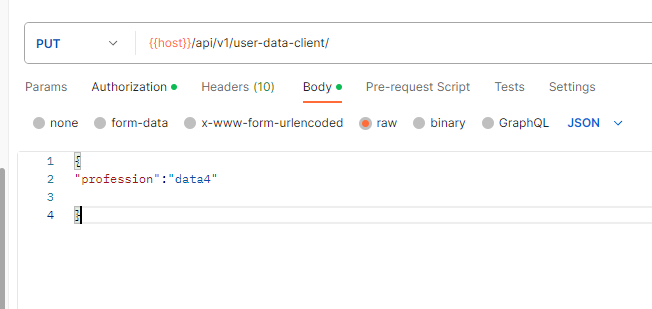 PUT {{host}}/api/v1/user-data-client/
Params Authorization Headers (10) Body Pre-request Script Tests Settings
none form-data x-www-form-urlencoded raw binary GraphQL JSON
1 {
2 "profession":"data4"
3
4 }